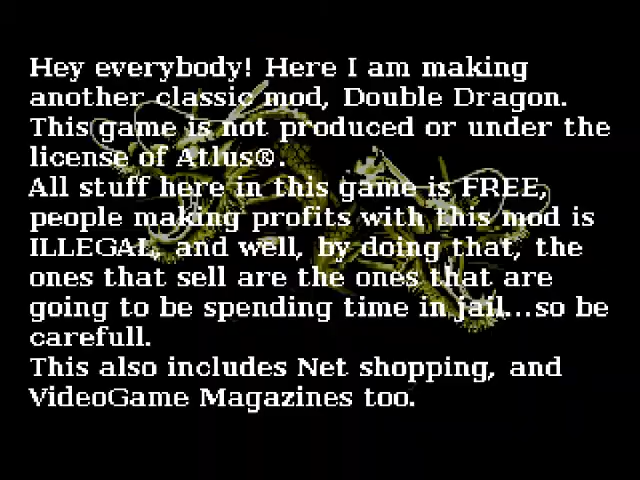 Hey everybody! Here I am making
another classic mod, Double Dragon.
This game is not produced or under the
license of Atlus®.
All stuff here in this game is FREE,
people making profits with this mod is
ILLEGAL, and well, by doing that, the
ones that sell are the ones that are
going to be spending time in jail...so be
carefull.
This also includes Net shopping, and
VideoGame Magazines too.